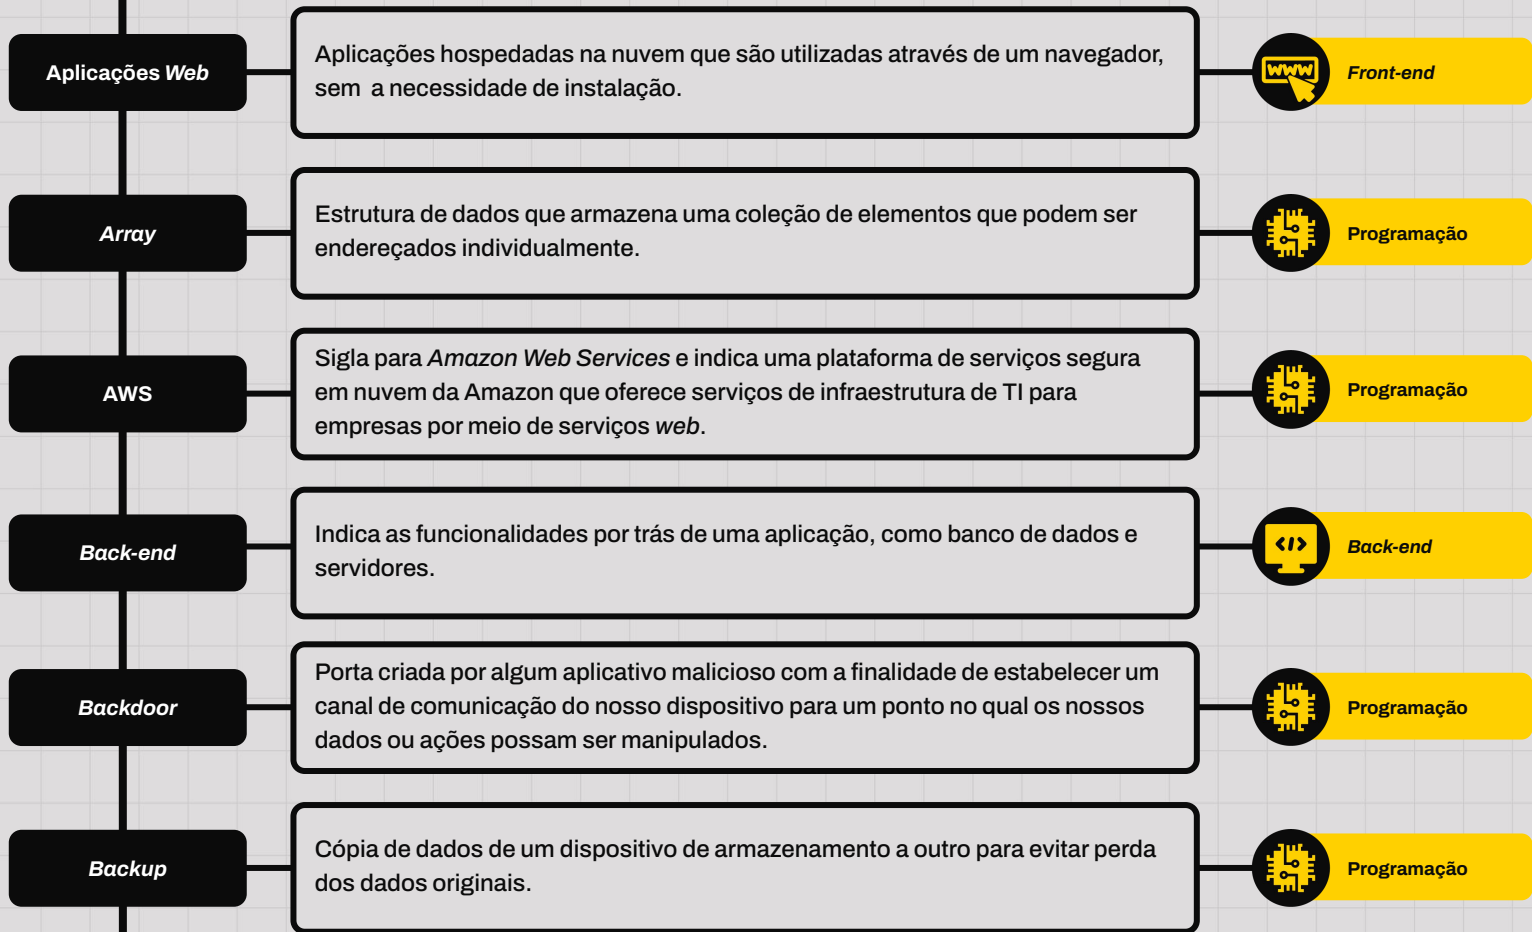 Aplicações Web
Aplicações hospedadas na nuvem que são utilizadas através de um navegador,
sem  a necessidade de instalação.
WWW
Front-end
Array
Estrutura de dados que armazena uma coleção de elementos que podem ser
endereçados individualmente.
Programação
AWS
Sigla para Amazon Web Services e indica uma plataforma de serviços segura
em nuvem da Amazon que oferece serviços de infraestrutura de TI para
empresas por meio de serviços web.
Programação
Back-end
Indica as funcionalidades por trás de uma aplicação, como banco de dados e
servidores.
</>
Back-end
Backdoor
Porta criada por algum aplicativo malicioso com a finalidade de estabelecer um
canal de comunicação do nosso dispositivo para um ponto no qual os nossos
dados ou ações possam ser manipulados.
Programação
Backup
Cópia de dados de um dispositivo de armazenamento a outro para evitar perda
dos dados originais.
Programação